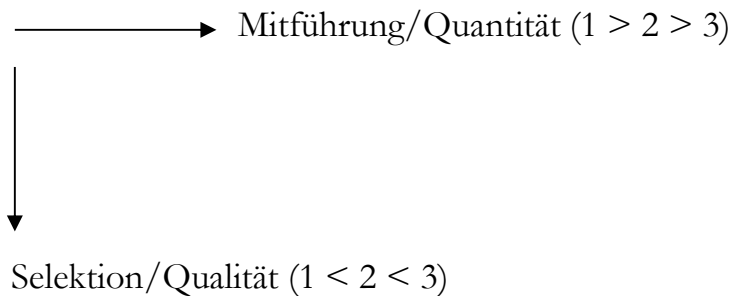 Mitführung/Quantität (1 > 2 > 3)
Selektion/Qualität (1 < 2 < 3)